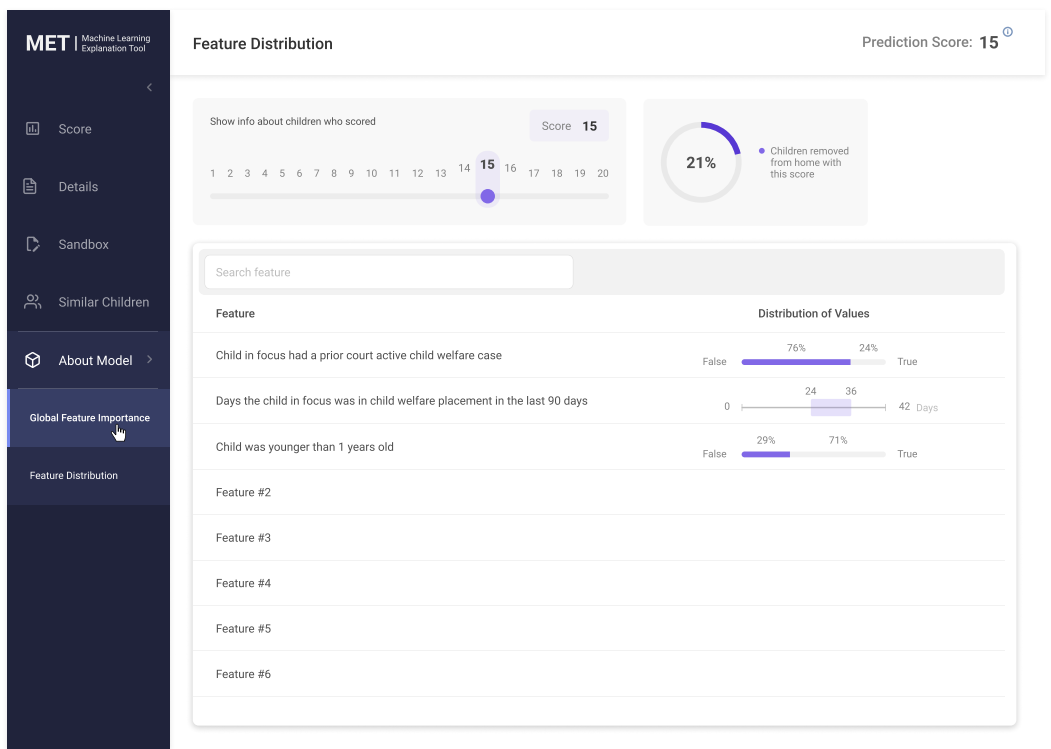 MET | Machine Learning
Explanation Tool
Score
Details
Sandbox
Similar Children
About Model
Global Feature Importance
Feature Distribution
Feature Distribution
Prediction Score: 15
Show info about children who scored
Score 15
1 2 3 4 5 6 7 8 9 10 11 12 13 14 15 16 17 18 19 20
21%
Children removed
from home with
this score
Search feature
Feature Distribution of Values
Child in focus had a prior court active child welfare case
76% 24%
False True
Days the child in focus was in child welfare placement in the last 90 days
24 36
0 42 Days
Child was younger than 1 years old
29% 71%
False True
Feature #2
Feature #3
Feature #4
Feature #5
Feature #6